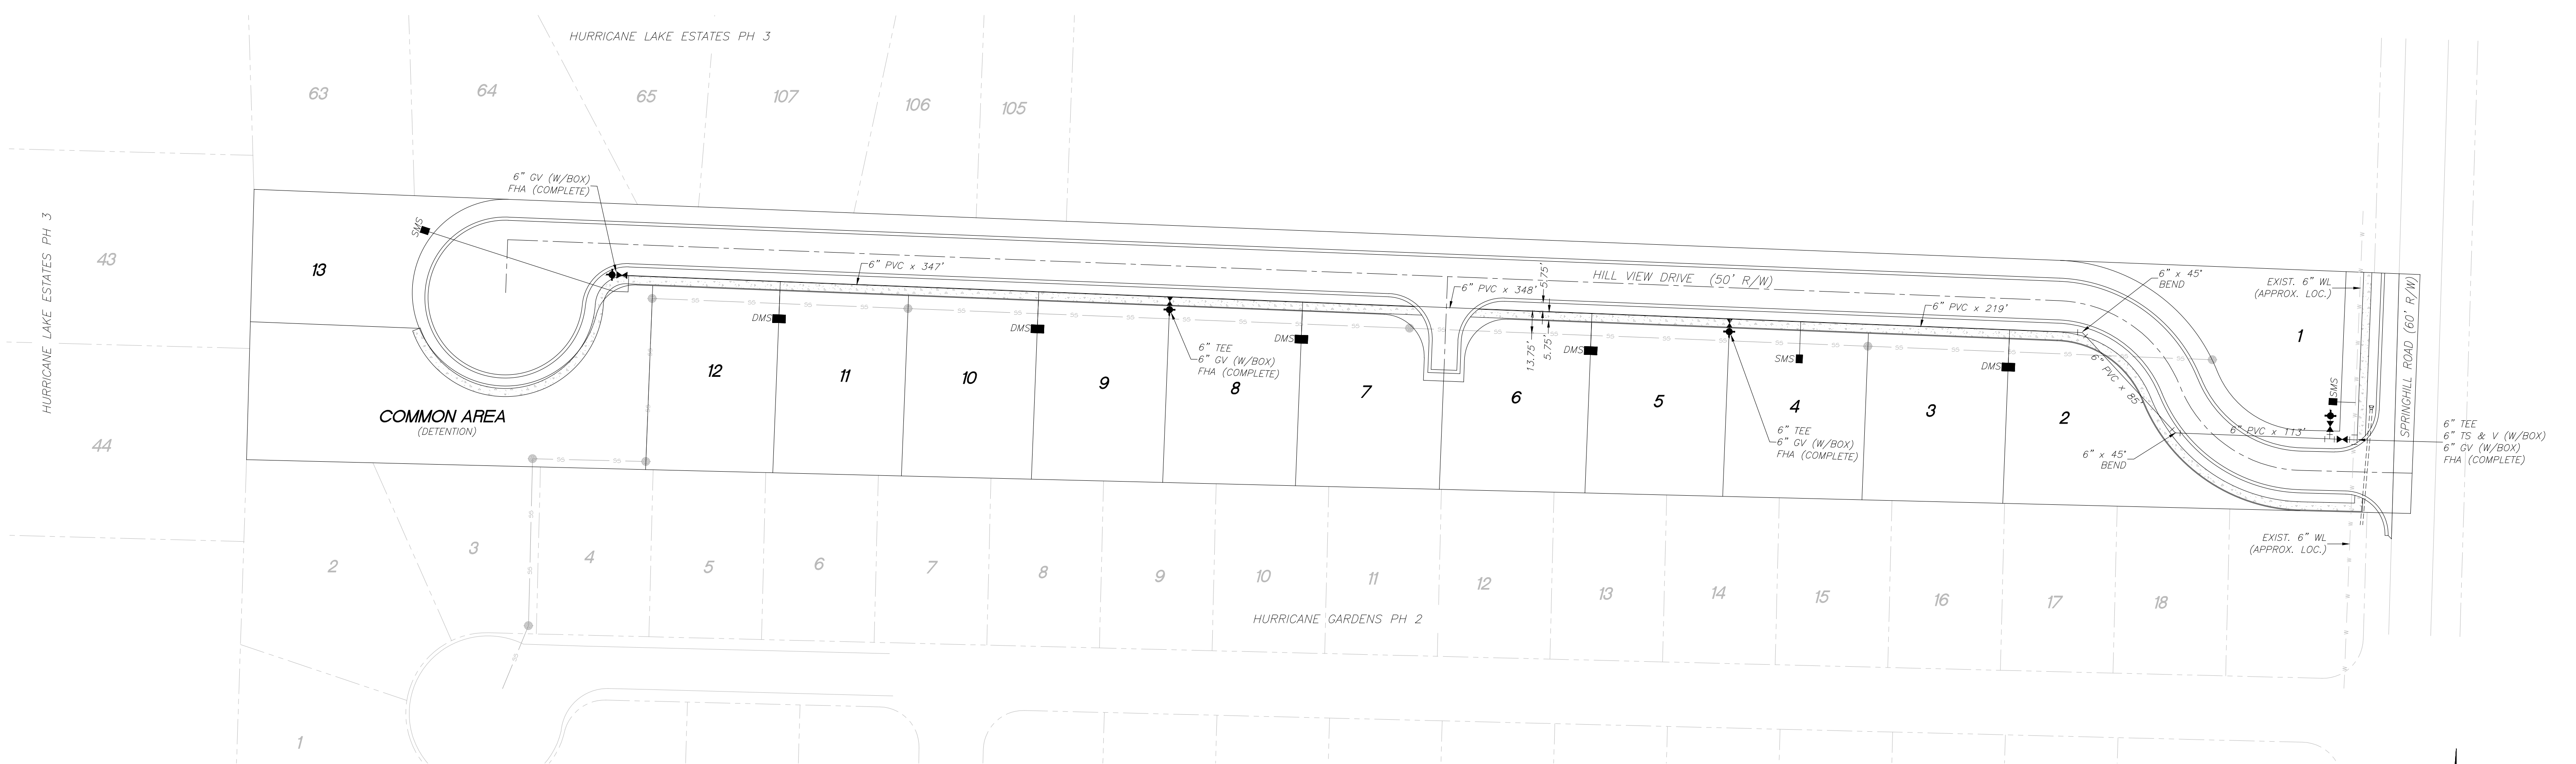 HURRICANE LAKE ESTATES PH 3
63
64
65
107
106
105
HURRICANE LAKE ESTATES PH 3
43
44
6" GV (W/BOX)
FHA (COMPLETE)
SMS
13
6" PVC x 347'
6" PVC x 348'
5.75'
13.75'
5.75'
HILL VIEW DRIVE (50' R/W)
6" PVC x 219'
6" x 45°
BEND
EXIST. 6" WL
(APPROX. LOC.)
1
SPRINGHILL ROAD (60' R/W)
SMS
DMS
DMS
DMS
DMS
SMS
DMS
6" PVC x 85'
6" PVC x 113'
6" x 45°
BEND
6" TEE
6" TS & V (W/BOX)
6" GV (W/BOX)
FHA (COMPLETE)
6" TEE
6" GV (W/BOX)
FHA (COMPLETE)
6" TEE
6" GV (W/BOX)
FHA (COMPLETE)
12
11
10
9
8
7
6
5
4
3
2
COMMON AREA
(DETENTION)
EXIST. 6" WL
(APPROX. LOC.)
2
3
4
5
6
7
8
9
10
11
12
13
14
15
16
17
18
HURRICANE GARDENS PH 2
1